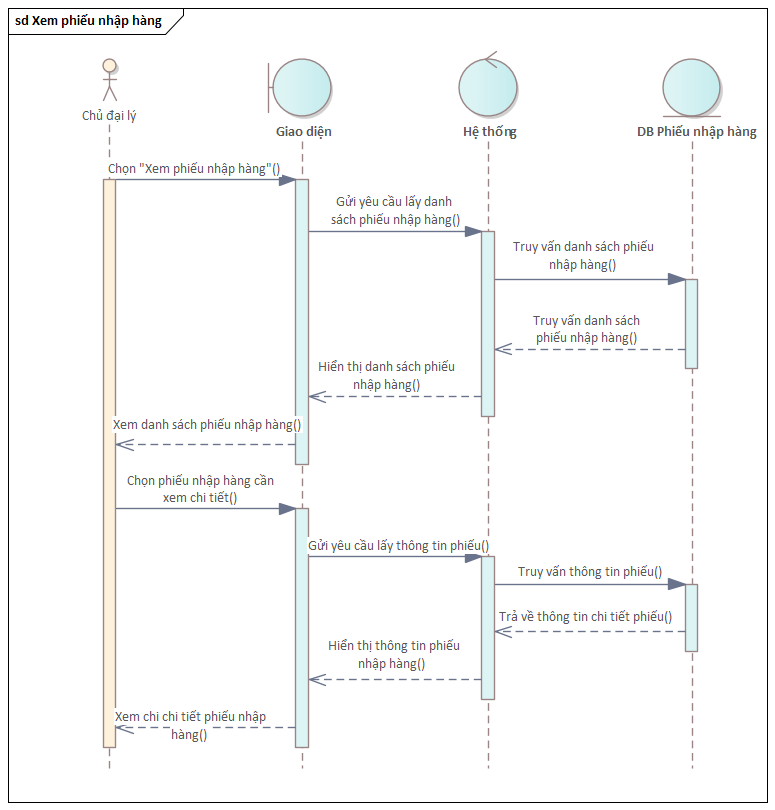 sd Xem phiếu nhập hàng
Chủ đại lý
Giao diện
Hệ thống
DB Phiếu nhập hàng
Chọn "Xem phiếu nhập hàng"()
Gửi yêu cầu lấy danh
sách phiếu nhập hàng()
Truy vấn danh sách phiếu
nhập hàng()
Truy vấn danh sách
phiếu nhập hàng()
Hiển thị danh sách phiếu
nhập hàng()
Xem danh sách phiếu nhập hàng()
Chọn phiếu nhập hàng cần
xem chi tiết()
Gửi yêu cầu lấy thông tin phiếu()
Truy vấn thông tin phiếu()
Trả về thông tin chi tiết phiếu()
Hiển thị thông tin phiếu
nhập hàng()
Xem chi chi tiết phiếu nhập
hàng()